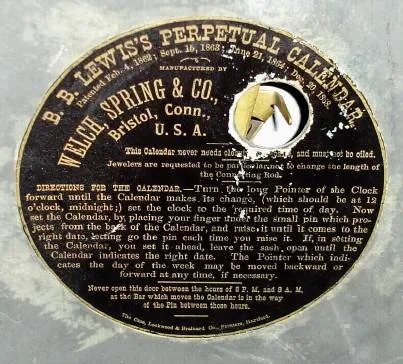 B. B. LEWIS'S PERPETUAL CALENDAR,
Patented Feb. 4, 1862; Sept. 15, 1863; June 21, 1864; Dec. 29, 1868.
MANUFACTURED BY
WELCH, SPRING & CO.,
Bristol, Conn.,
U. S. A.
This Calendar never needs and must not be oiled.
Jewelers are requested to be particular not to change the length of
the Connecting Rod.
DIRECTIONS FOR THE CALENDAR.—Turn the long Pointer of the Clock
forward until the Calendar makes its change, (which should be at 12
o'clock, midnight;) set the clock to the required time of day. Now
set the Calendar, by placing your finger under the small pin which pro-
jects from the back of the Calendar, and raise it until it comes to the
right date, letting go the pin each time you raise it. If, in setting
the Calendar, you set it ahead, leave the sash open until the
Calendar indicates the right date. The Pointer which indi-
cates the day of the week may be moved backward or
forward at any time, if necessary.
Never open this door between the hours of 8 P. M. and 8 A. M.
as the Bar which moves the Calendar is in the way
of the Pin between those hours.
The Case, Lockwood & Brainard Co., Printers, Hartford.